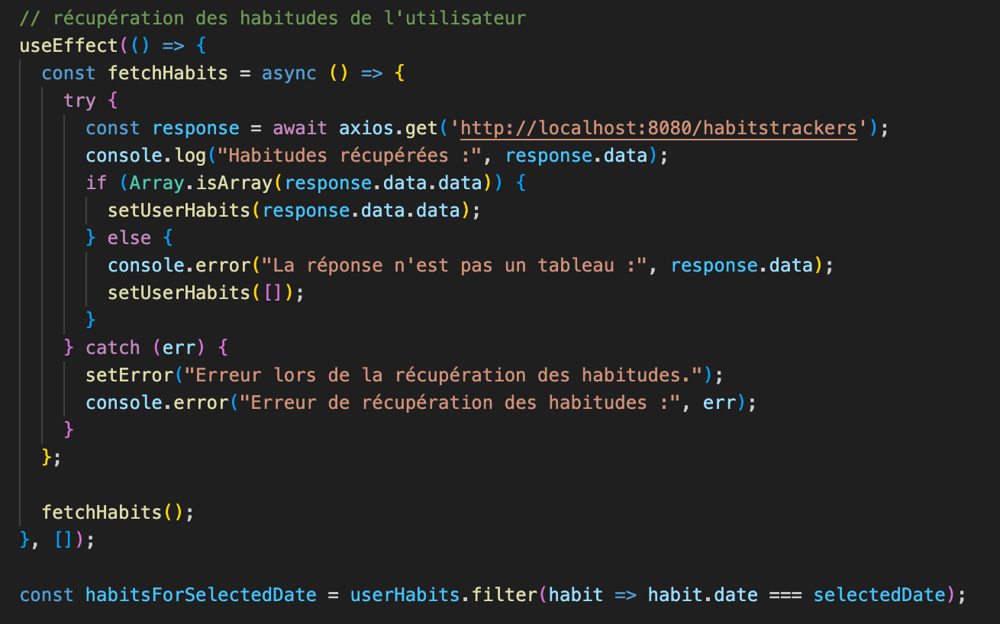 // récupération des habitudes de l'utilisateur
useEffect(() => {
  const fetchHabits = async () => {
    try {
      const response = await axios.get('http://localhost:8080/habitstrackers');
      console.log("Habitudes récupérées :", response.data);
      if (Array.isArray(response.data.data)) {
        setUserHabits(response.data.data);
      } else {
        console.error("La réponse n'est pas un tableau :", response.data);
        setUserHabits([]);
      }
    } catch (err) {
      setError("Erreur lors de la récupération des habitudes.");
      console.error("Erreur de récupération des habitudes :", err);
    }
  };

  fetchHabits();
}, []);

const habitsForSelectedDate = userHabits.filter(habit => habit.date === selectedDate);